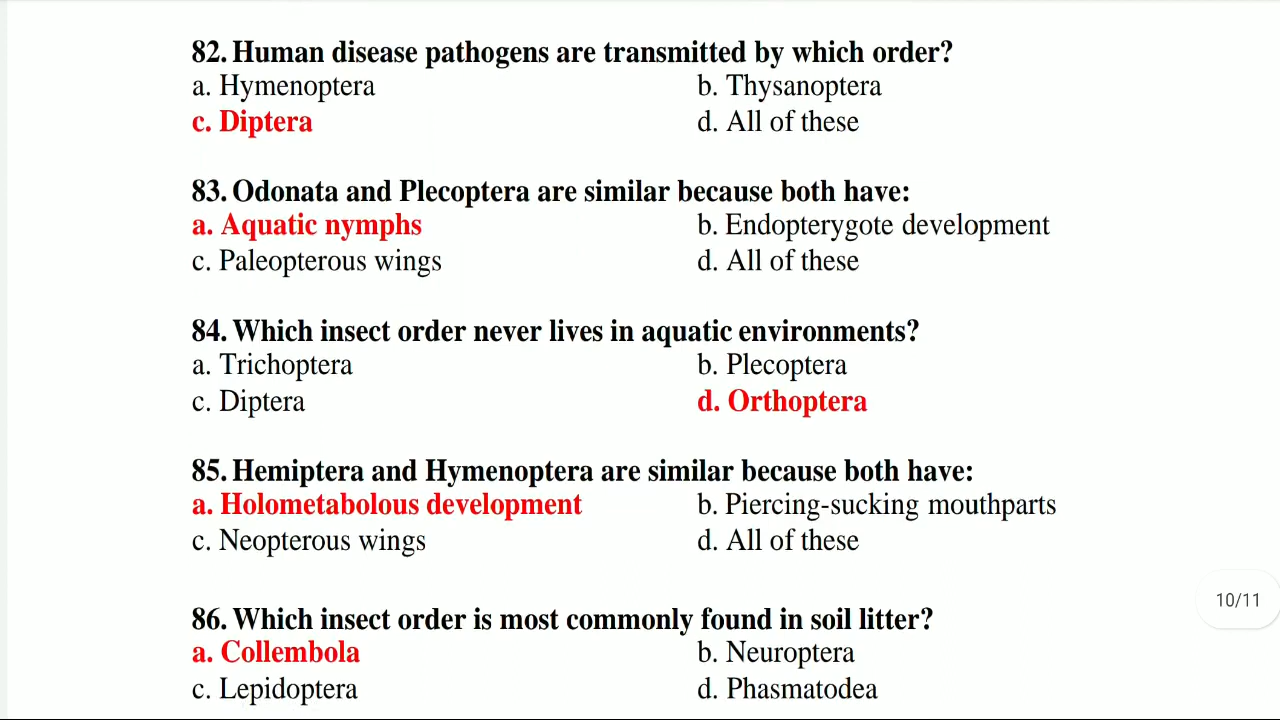 82. Human disease pathogens are transmitted by which order?
a. Hymenoptera b. Thysanoptera
c. Diptera d. All of these
83. Odonata and Plecoptera are similar because both have:
a. Aquatic nymphs b. Endopterygote development
c. Paleopterous wings d. All of these
84. Which insect order never lives in aquatic environments?
a. Trichoptera b. Plecoptera
c. Diptera d. Orthoptera
85. Hemiptera and Hymenoptera are similar because both have:
a. Holometabolous development b. Piercing-sucking mouthparts
c. Neopterous wings d. All of these
10/11
86. Which insect order is most commonly found in soil litter?
a. Collembola b. Neuroptera
c. Lepidoptera d. Phasmatodea